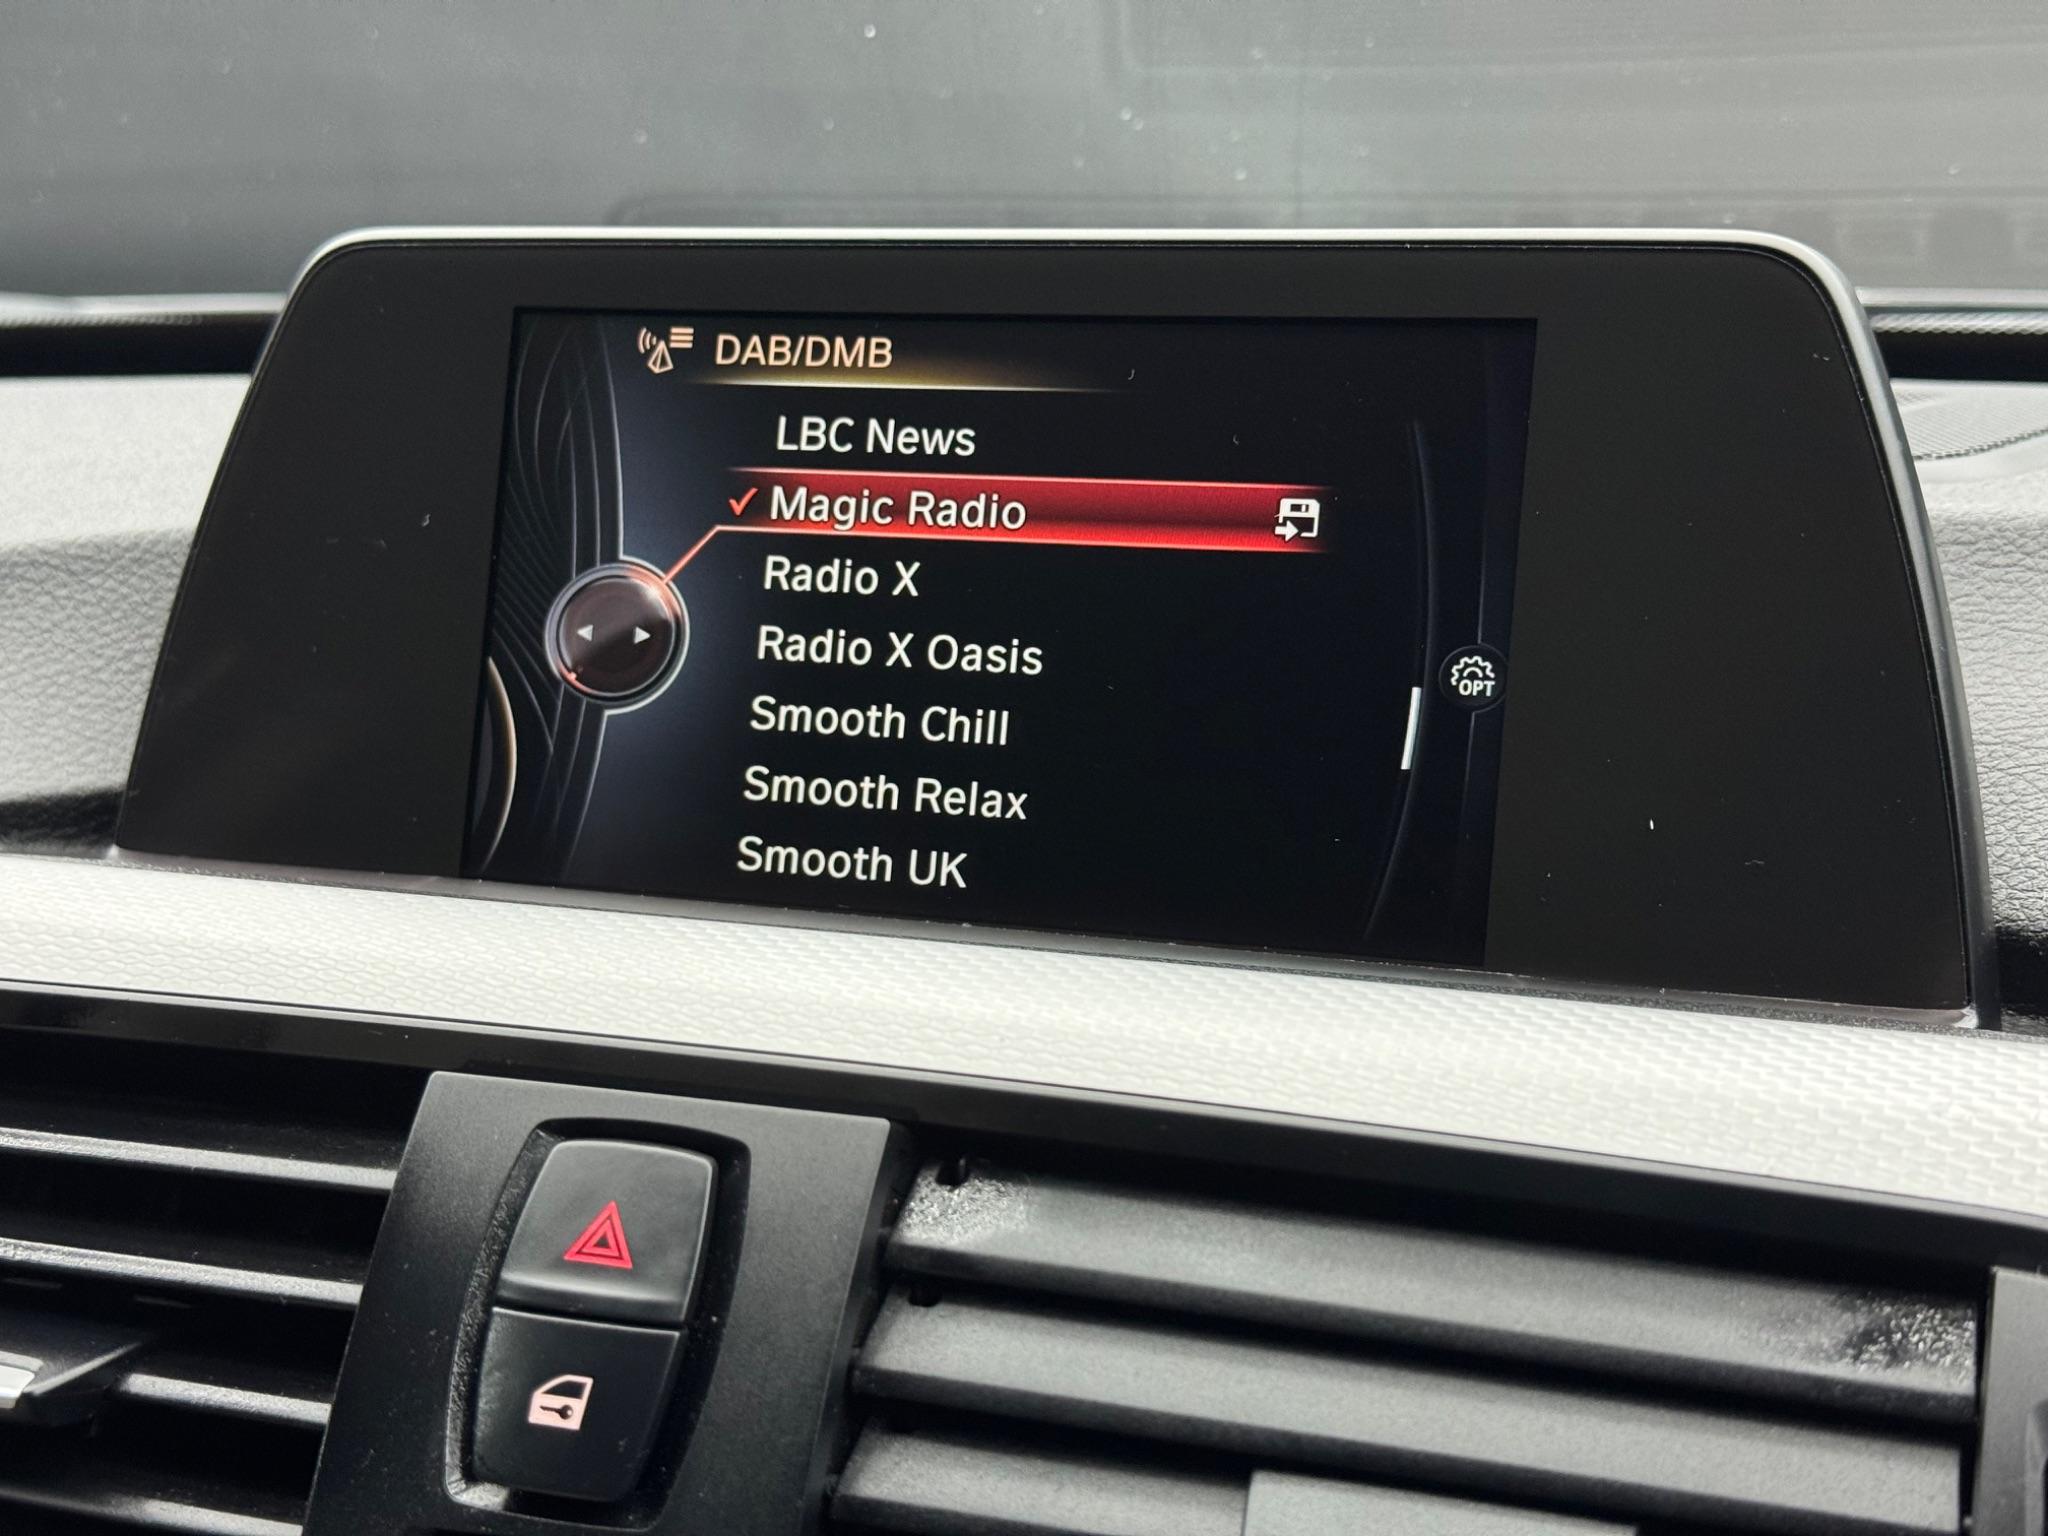 DAB/DMB
LBC News
Magic Radio
Radio X
Radio X Oasis
OPT
Smooth Chill
Smooth Relax
Smooth UK